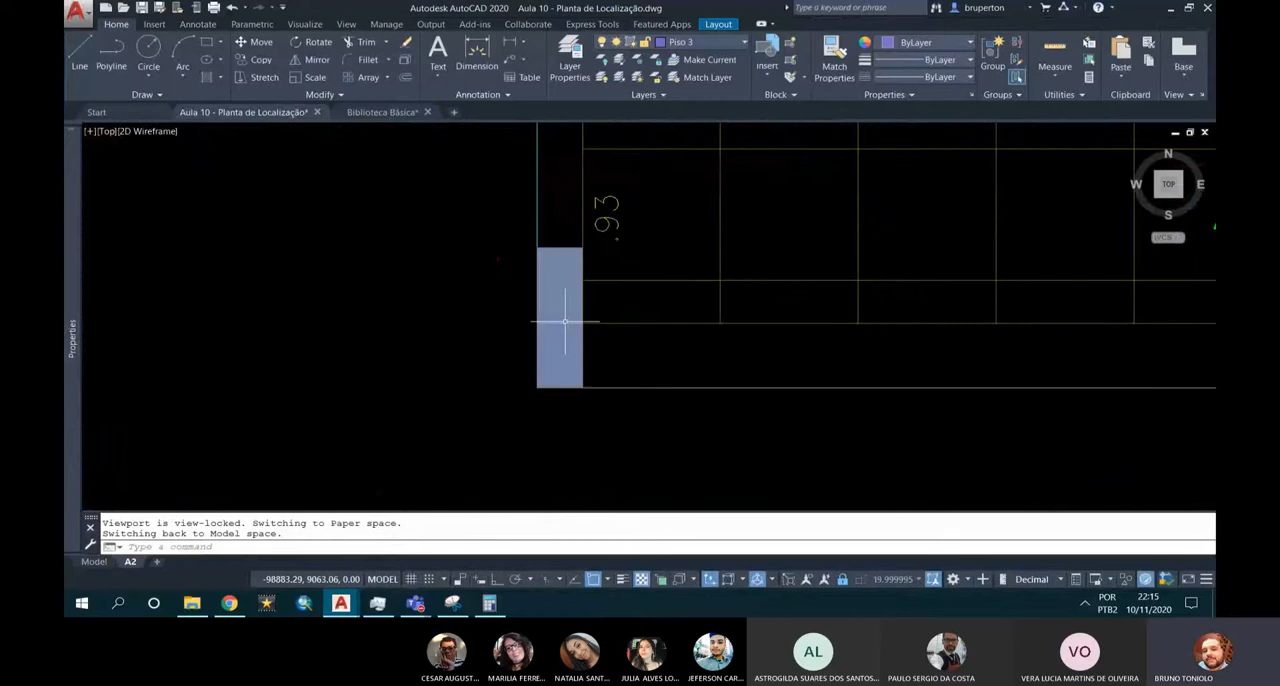 Autodesk AutoCAD 2020 Aula 10 - Planta de Localização.dwg
Type a keyword or phrase
bruperton
Home Insert Annotate Parametric Visualize View Manage Output Add-ins Collaborate Express Tools Featured Apps Layout
Line Polyline Circle Arc
Move Rotate Trim
Copy Mirror Fillet
Stretch Scale Array
Text Dimension Table
Layer Properties
Piso 3
Make Current
Match Layer
Insert
Match Properties
ByLayer
ByLayer
ByLayer
Group
Measure
Paste
Base
Draw Modify Annotation Layers Block Properties Groups Utilities Clipboard View
Start Aula 10 - Planta de Localização* Biblioteca Básica*
[+][Top][2D Wireframe]
N
W TOP E
S
WCS
.93
Properties
Viewport is view-locked. Switching to Paper space.
Switching back to Model space.
Type a command
Model A2
-98883.29, 9063.06, 0.00 MODEL 19.999995 Decimal
POR 22:15
PTB2 10/11/2020
AL VO
CESAR AUGUST... MARILIA FERRE... NATALIA SANT... JULIA ALVES LO... JEFERSON CAR... ASTROGILDA SUARES DOS SANTOS... PAULO SERGIO DA COSTA VERA LUCIA MARTINS DE OLIVEIRA BRUNO TONIOLO